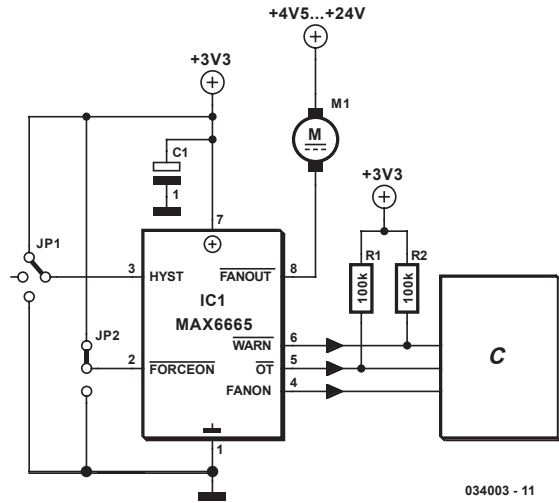 +4V5...+24V
+3V3
M1
M
C1
1
+3V3
7
JP1
R1
R2
100k
100k
3
HYST
FANOUT
8
IC1
MAX6665
C
JP2
WARN
6
2
FORCEON
OT
5
FANON
4
1
034003 - 11